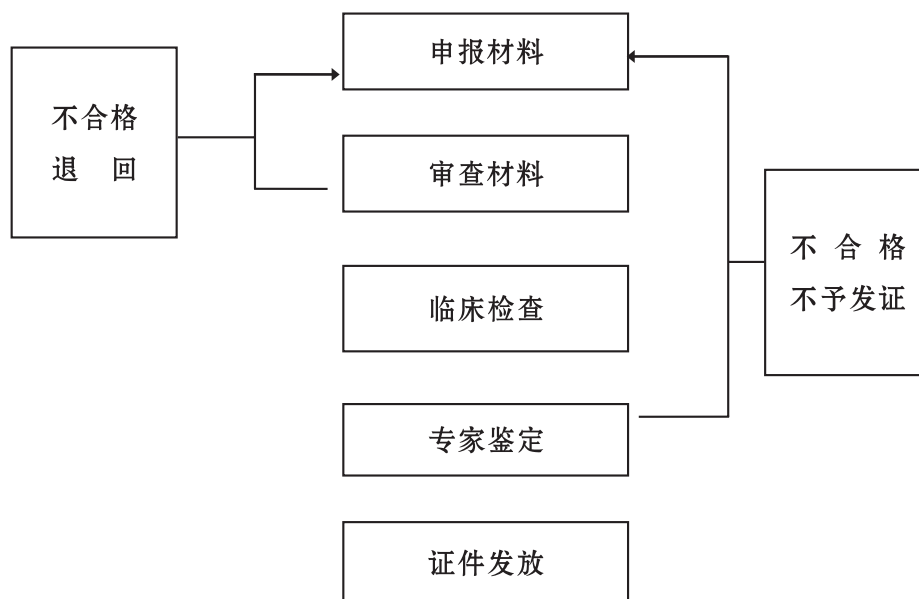 申报材料
不合格
退 回
审查材料
不 合 格
不予发证
临床检查
专家鉴定
证件发放